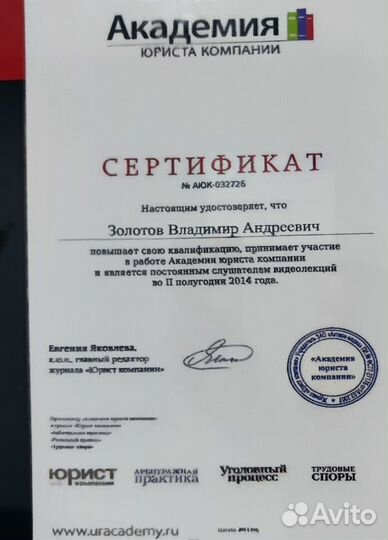 Академия
ЮРИСТА КОМПАНИИ
СЕРТИФИКАТ
№ АЮК-032726
Настоящим удостоверяет, что
Золотов Владимир Андреевич
повышает свою квалификацию, принимает участие
в работе Академии юриста компании
и является постоянным слушателем видеолекций
во II полугодии 2014 года.
Евгения Яковлева,
к.ю.н., главный редактор
журнала «Юрист компании»
«Академия
юриста
компании»
ЮРИСТ
КОМПАНИИ
АРБИТРАЖНАЯ
ПРАКТИКА
Уголовный
процесс
ТРУДОВЫЕ
СПОРЫ
www.uracademy.ru
Avito